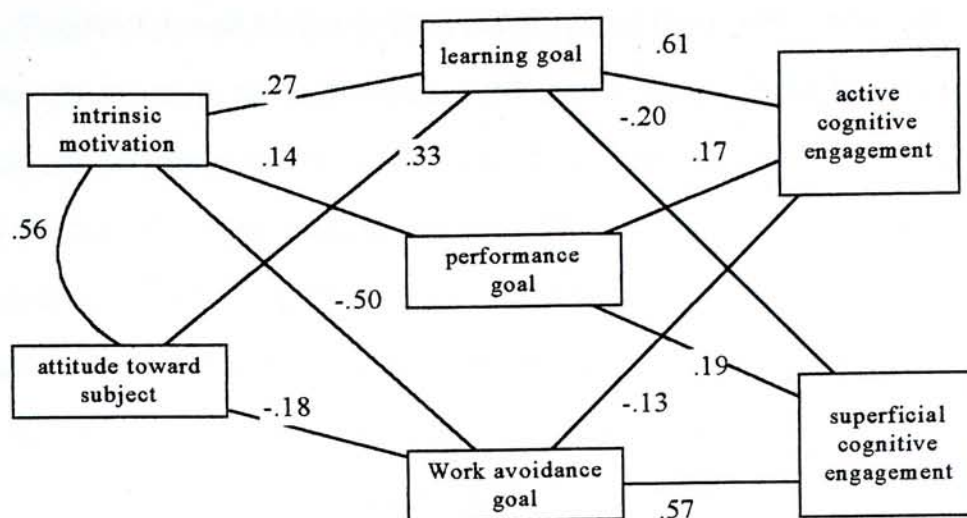 .61
learning goal
.27
-.20
active
cognitive
engagement
intrinsic
motivation
.14
.33
.17
.56
performance
goal
-.50
attitude toward
subject
.19
-.18
-.13
superficial
cognitive
engagement
Work avoidance
goal
.57